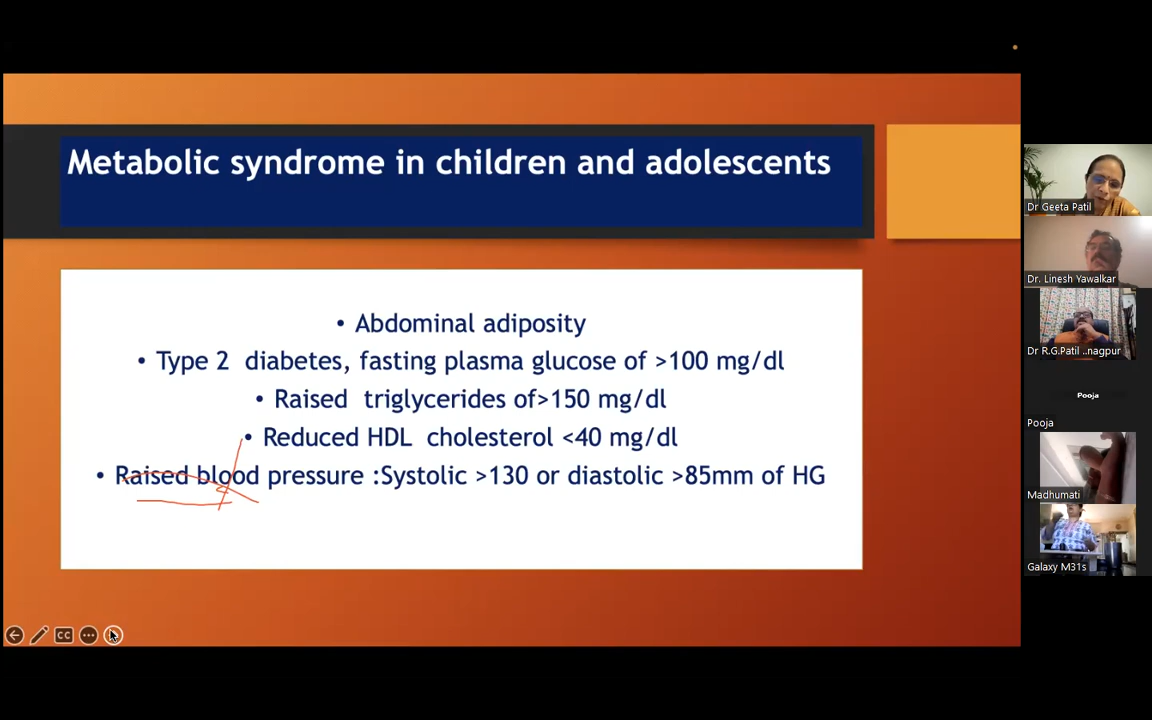 Metabolic syndrome in children and adolescents
• Abdominal adiposity
• Type 2 diabetes, fasting plasma glucose of >100 mg/dl
• Raised triglycerides of>150 mg/dl
• Reduced HDL cholesterol <40 mg/dl
• Raised blood pressure :Systolic >130 or diastolic >85mm of HG
CC
Dr Geeta Patil
Dr. Linesh Yawalkar
Dr R.G.Patil ..nagpur
Pooja
Pooja
Madhumati
Galaxy M31s